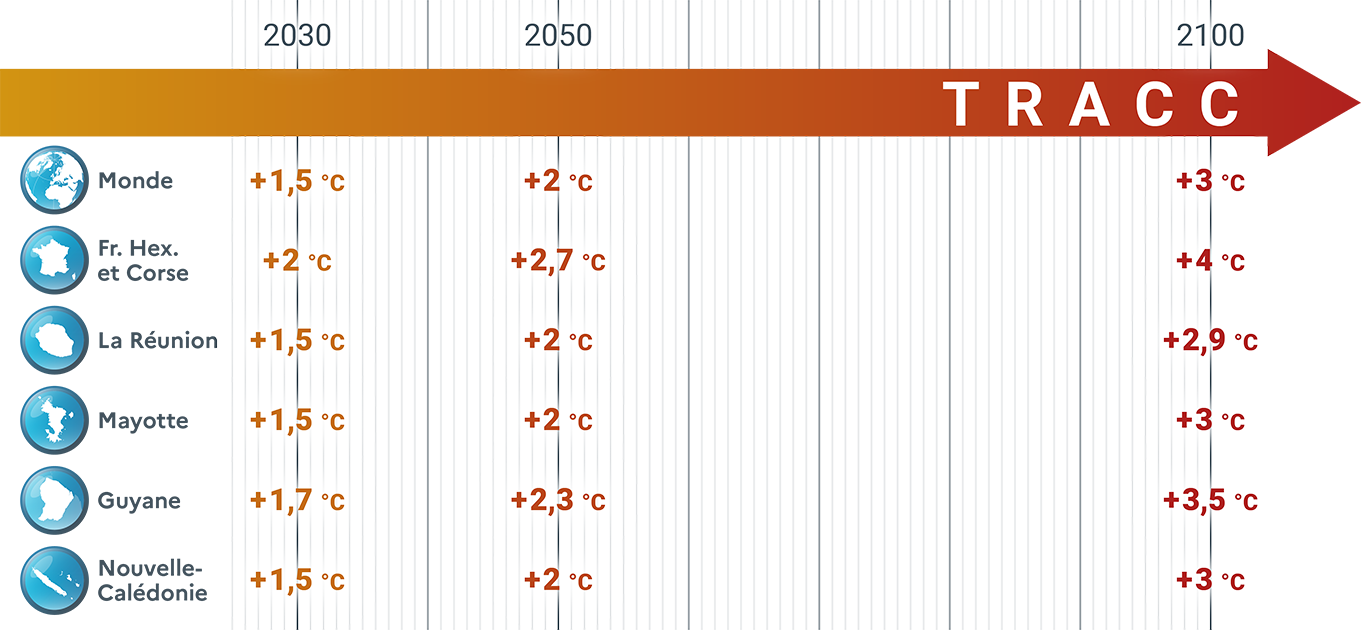 2030 2050 2100
TRACC
Monde +1,5 °C +2 °C +3 °C
Fr. Hex.
et Corse +2 °C +2,7 °C +4 °C
La Réunion +1,5 °C +2 °C +2,9 °C
Mayotte +1,5 °C +2 °C +3 °C
Guyane +1,7 °C +2,3 °C +3,5 °C
Nouvelle-
Calédonie +1,5 °C +2 °C +3 °C